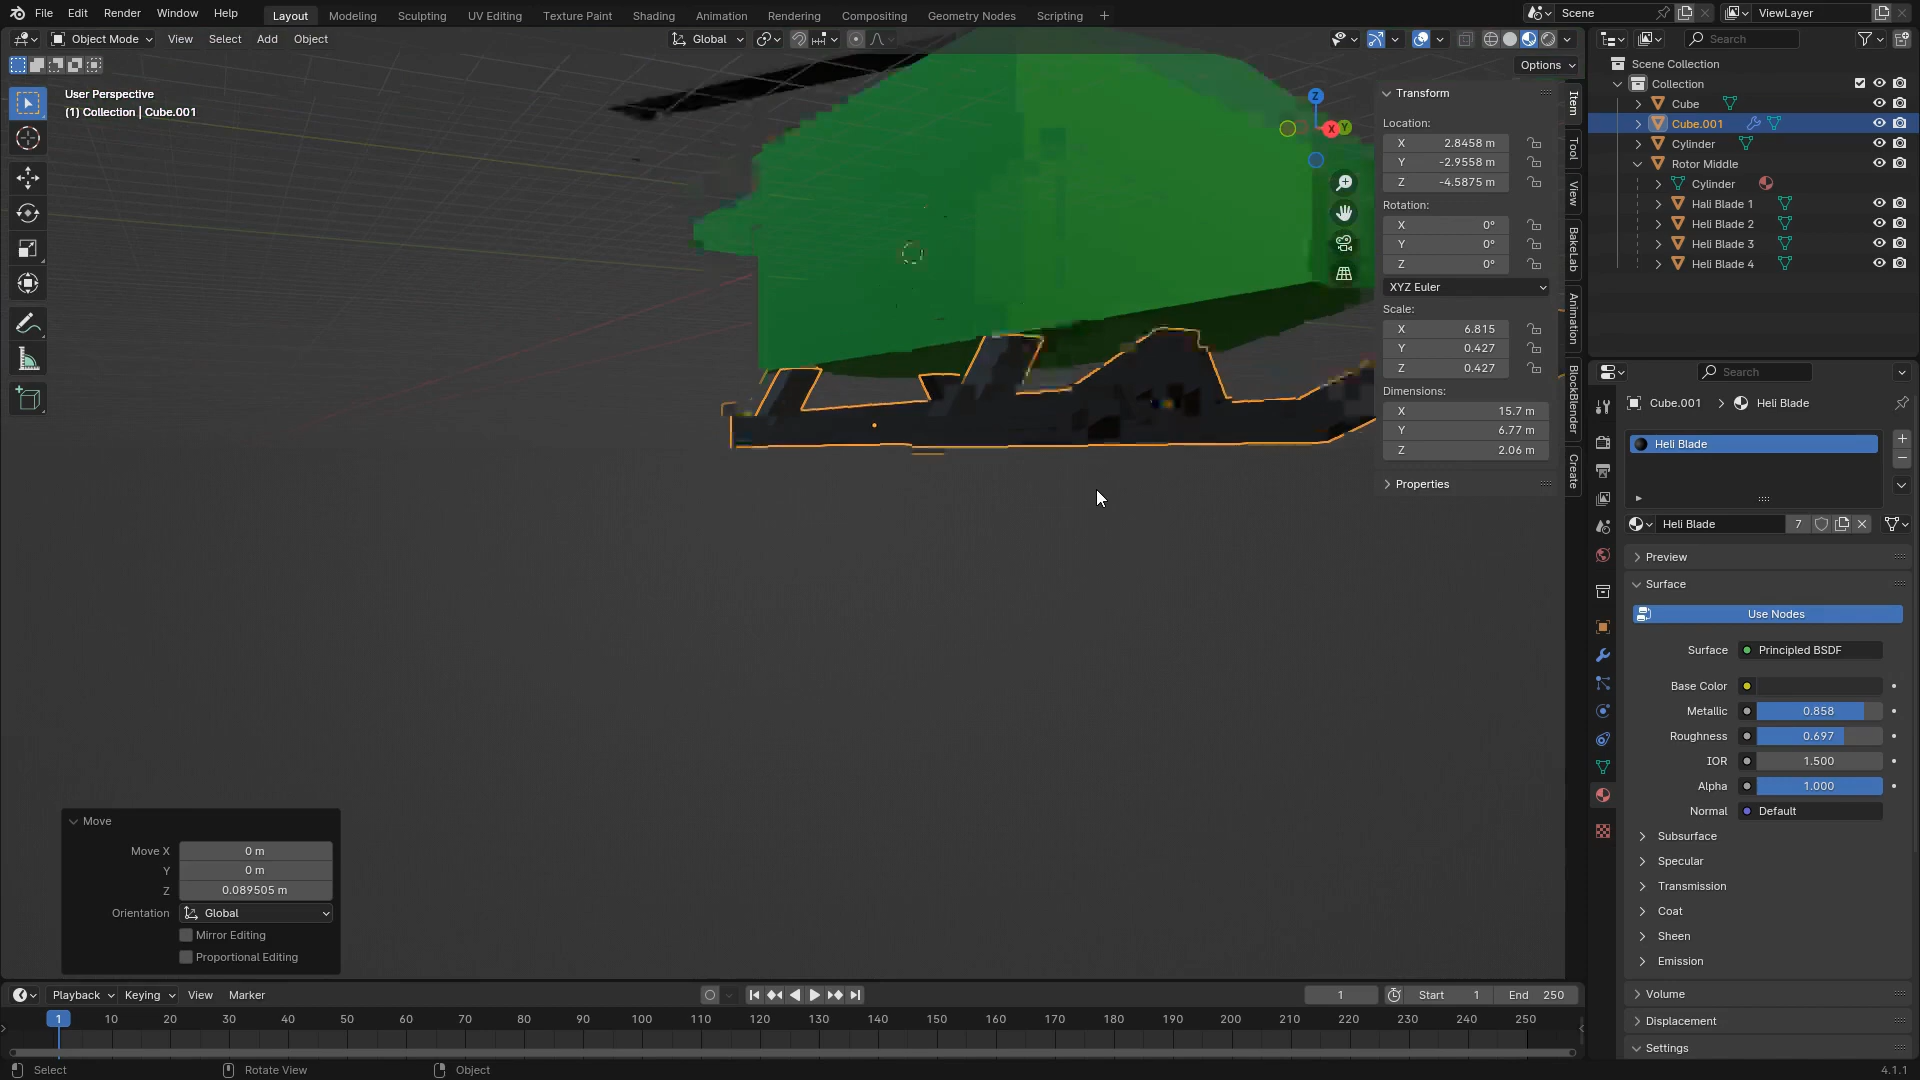 File Edit Render Window Help Layout Modeling Sculpting UV Editing Texture Paint Shading Animation Rendering Compositing Geometry Nodes Scripting + Scene ViewLayer
Object Mode View Select Add Object Global Search
Options
User Perspective
(1) Collection | Cube.001
Scene Collection
Collection
Cube
Cube.001
Cylinder
Rotor Middle
Cylinder
Hali Blade 1
Heli Blade 2
Heli Blade 3
Heli Blade 4
Z
X
Y
Transform
Location:
X 2.8458 m
Y -2.9558 m
Z -4.5875 m
Rotation:
X 0°
Y 0°
Z 0°
XYZ Euler
Scale:
X 6.815
Y 0.427
Z 0.427
Dimensions:
X 15.7 m
Y 6.77 m
Z 2.06 m
Properties
Item
Tool
View
BakeLab
Animation
BlockBlender
Create
Search
Cube.001 Heli Blade
Heli Blade
Heli Blade 7
Preview
Surface
Use Nodes
Surface Principled BSDF
Base Color
Metallic 0.858
Roughness 0.697
IOR 1.500
Alpha 1.000
Normal Default
Subsurface
Specular
Transmission
Coat
Sheen
Emission
Volume
Displacement
Settings
Move
Move X 0 m
Y 0 m
Z 0.089505 m
Orientation Global
Mirror Editing
Proportional Editing
Playback Keying View Marker 1 Start 1 End 250
1 10 20 30 40 50 60 70 80 90 100 110 120 130 140 150 160 170 180 190 200 210 220 230 240 250
Select Rotate View Object 4.1.1